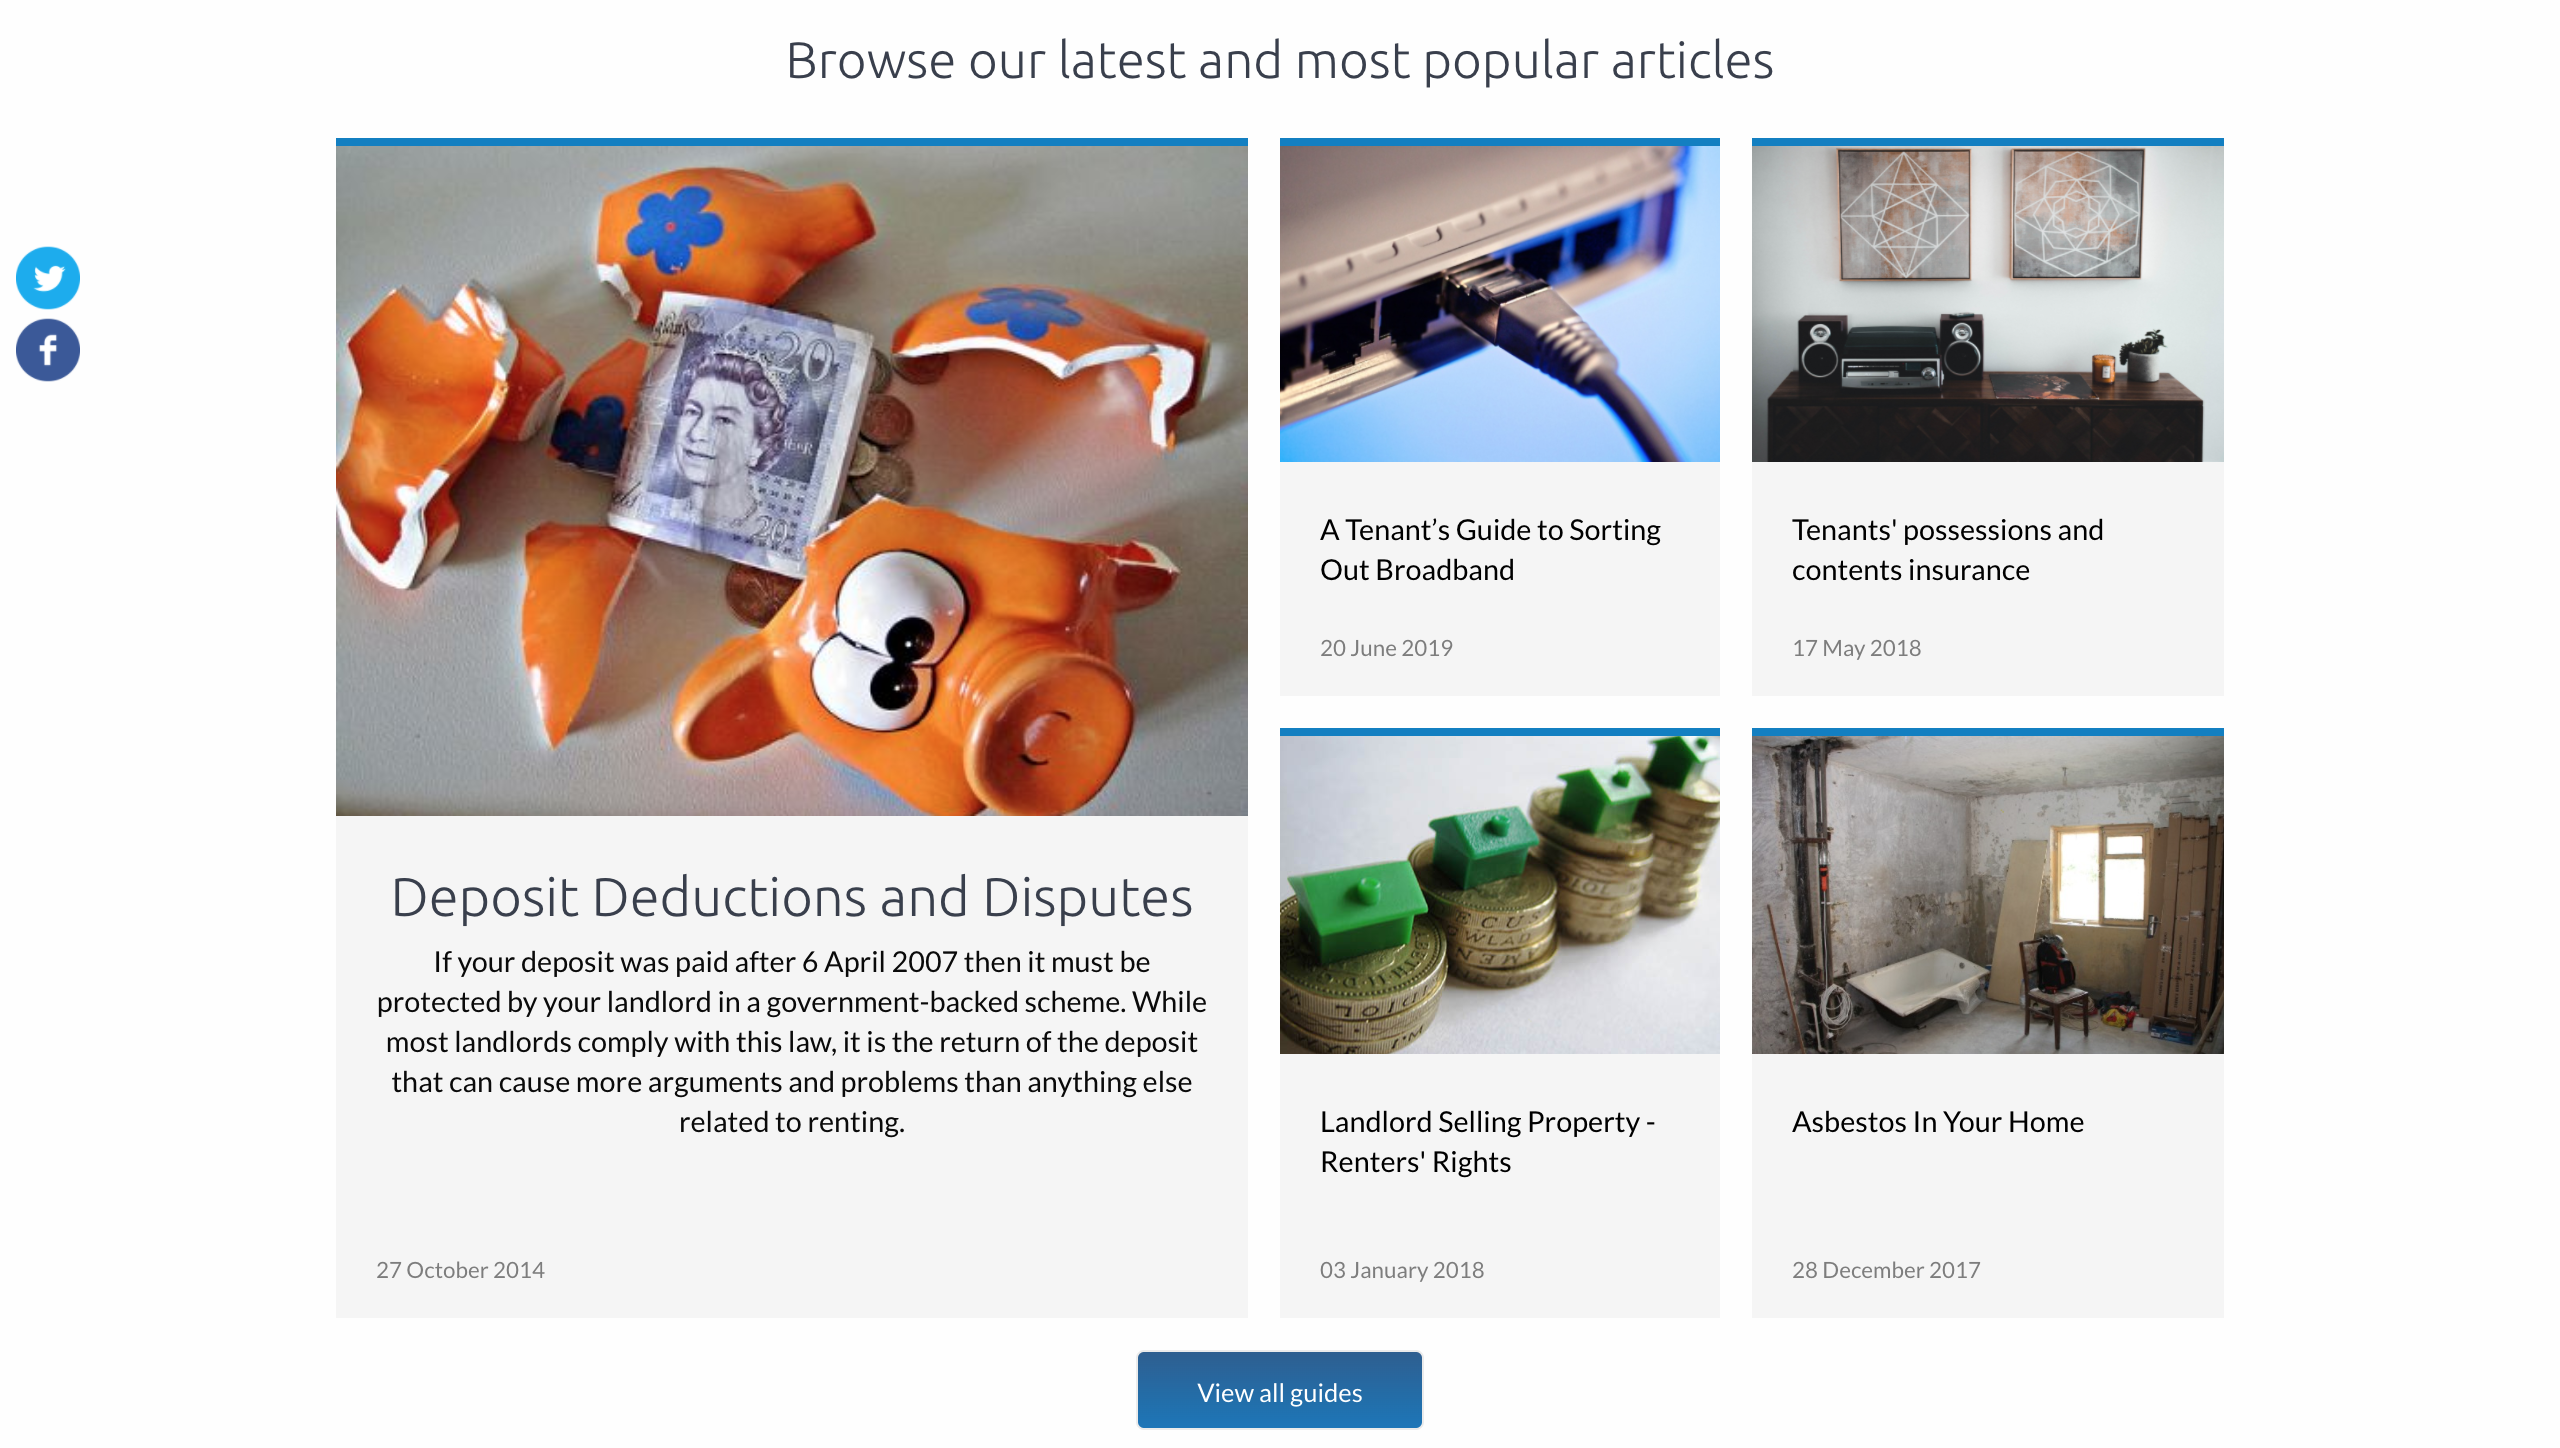 Browse our latest and most popular articles
20
20
Deposit Deductions and Disputes
If your deposit was paid after 6 April 2007 then it must be
protected by your landlord in a government-backed scheme. While
most landlords comply with this law, it is the return of the deposit
that can cause more arguments and problems than anything else
related to renting.
27 October 2014
A Tenant’s Guide to Sorting
Out Broadband
20 June 2019
Tenants' possessions and
contents insurance
17 May 2018
Landlord Selling Property -
Renters' Rights
03 January 2018
Asbestos In Your Home
28 December 2017
View all guides